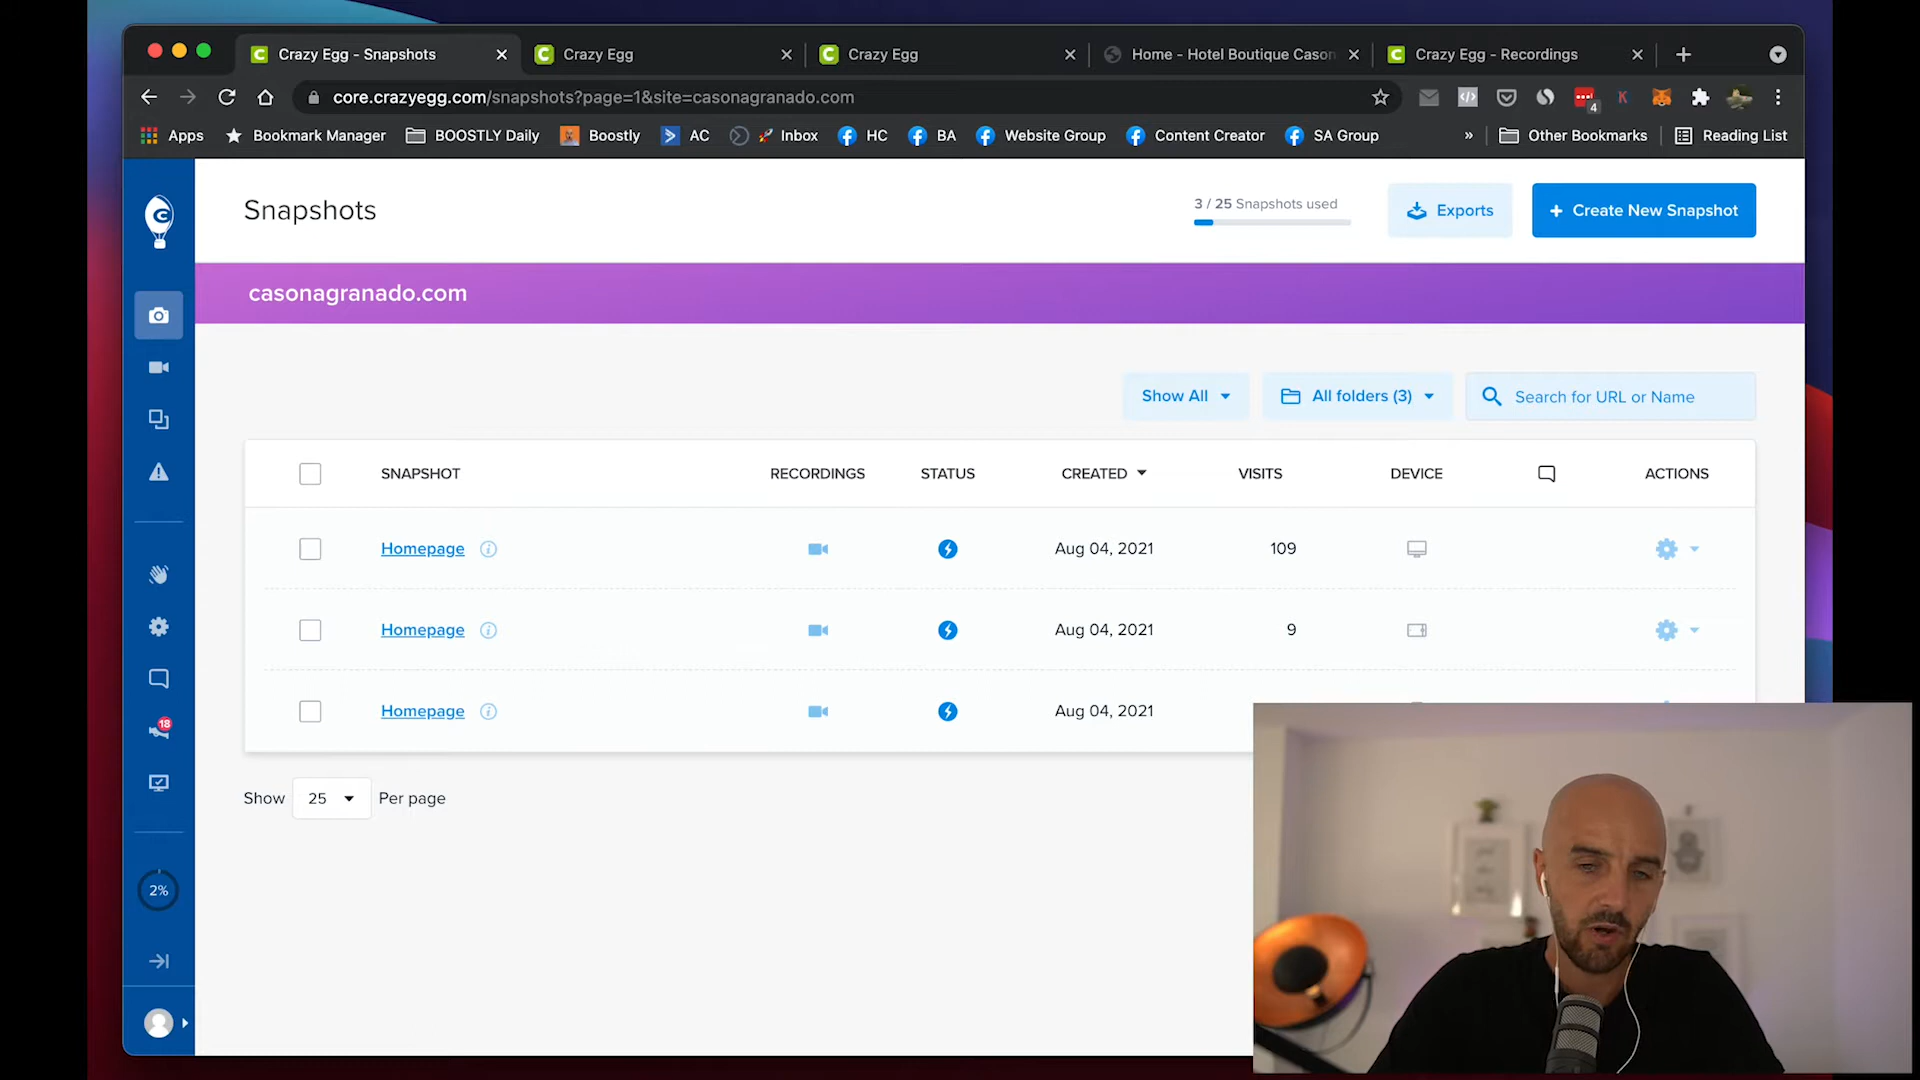 Crazy Egg - Snapshots
Crazy Egg
Crazy Egg
Home - Hotel Boutique Cason
Crazy Egg - Recordings
core.crazyegg.com/snapshots?page=1&site=casonagranado.com
4
Apps
Bookmark Manager
BOOSTLY Daily
Boostly
AC
Inbox
HC
BA
Website Group
Content Creator
SA Group
»
Other Bookmarks
Reading List
Snapshots
3 / 25 Snapshots used
Exports
+ Create New Snapshot
casonagranado.com
Show All
All folders (3)
Search for URL or Name
SNAPSHOT RECORDINGS STATUS CREATED VISITS DEVICE ACTIONS
Homepage Aug 04, 2021 109
Homepage Aug 04, 2021 9
Homepage Aug 04, 2021
Show 25 Per page
18
2%